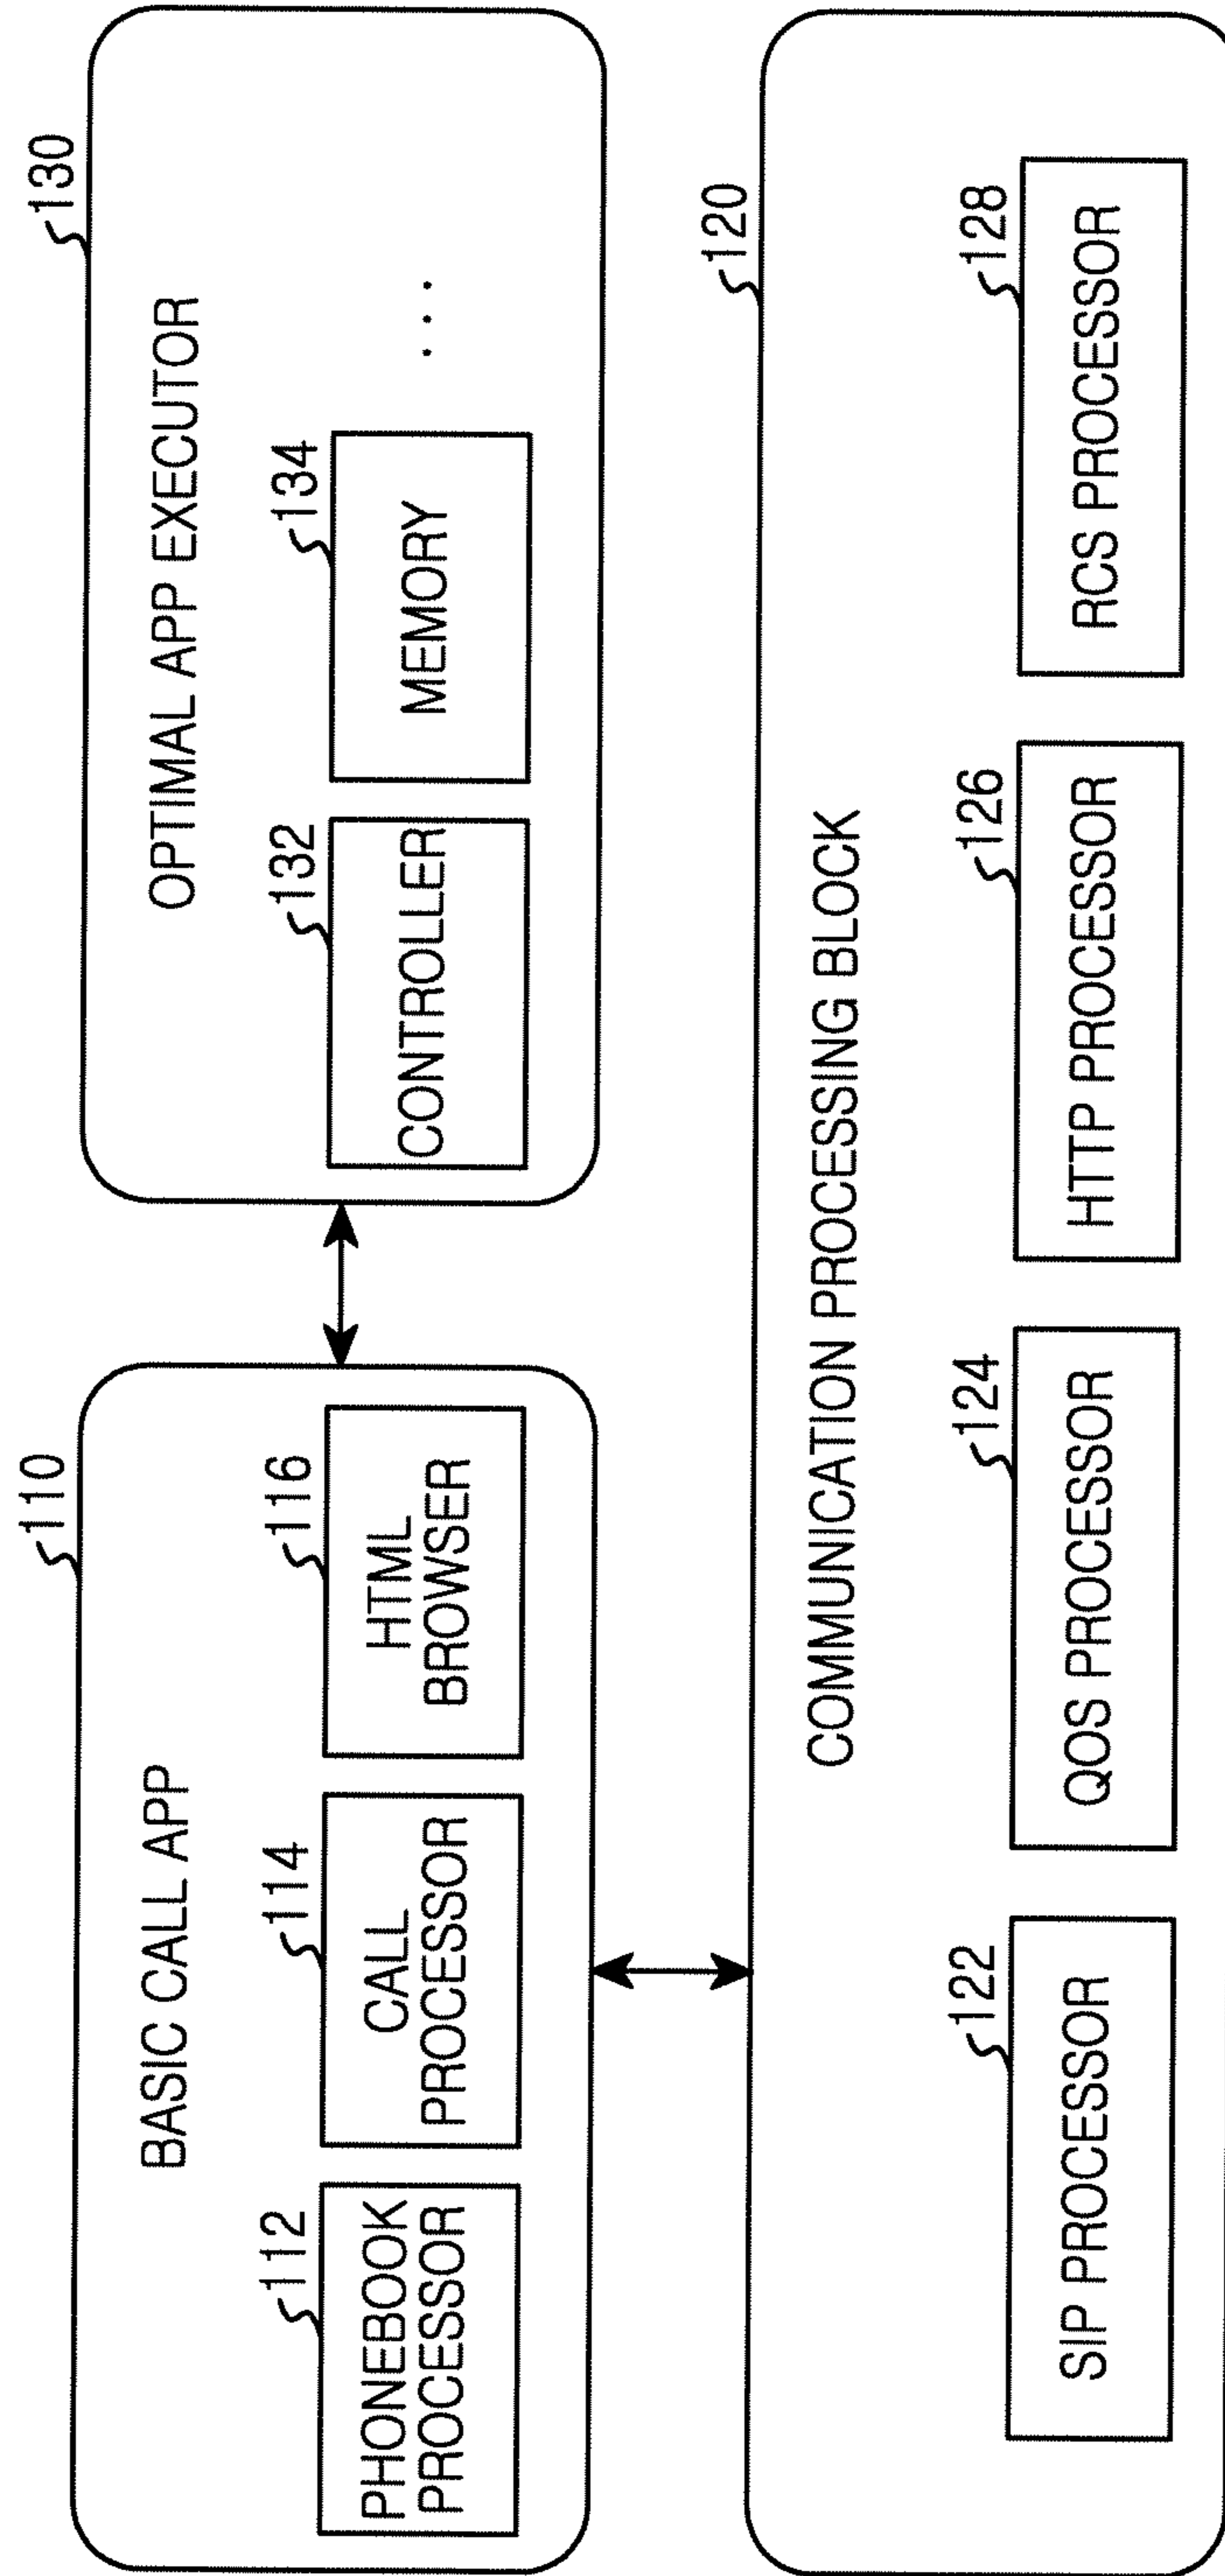 110
BASIC CALL APP
112
PHONEBOOK
PROCESSOR
114
CALL
PROCESSOR
116
HTML
BROWSER
130
OPTIMAL APP EXECUTOR
132
CONTROLLER
134
MEMORY
...
120
COMMUNICATION PROCESSING BLOCK
122
SIP PROCESSOR
124
QOS PROCESSOR
126
HTTP PROCESSOR
128
RCS PROCESSOR